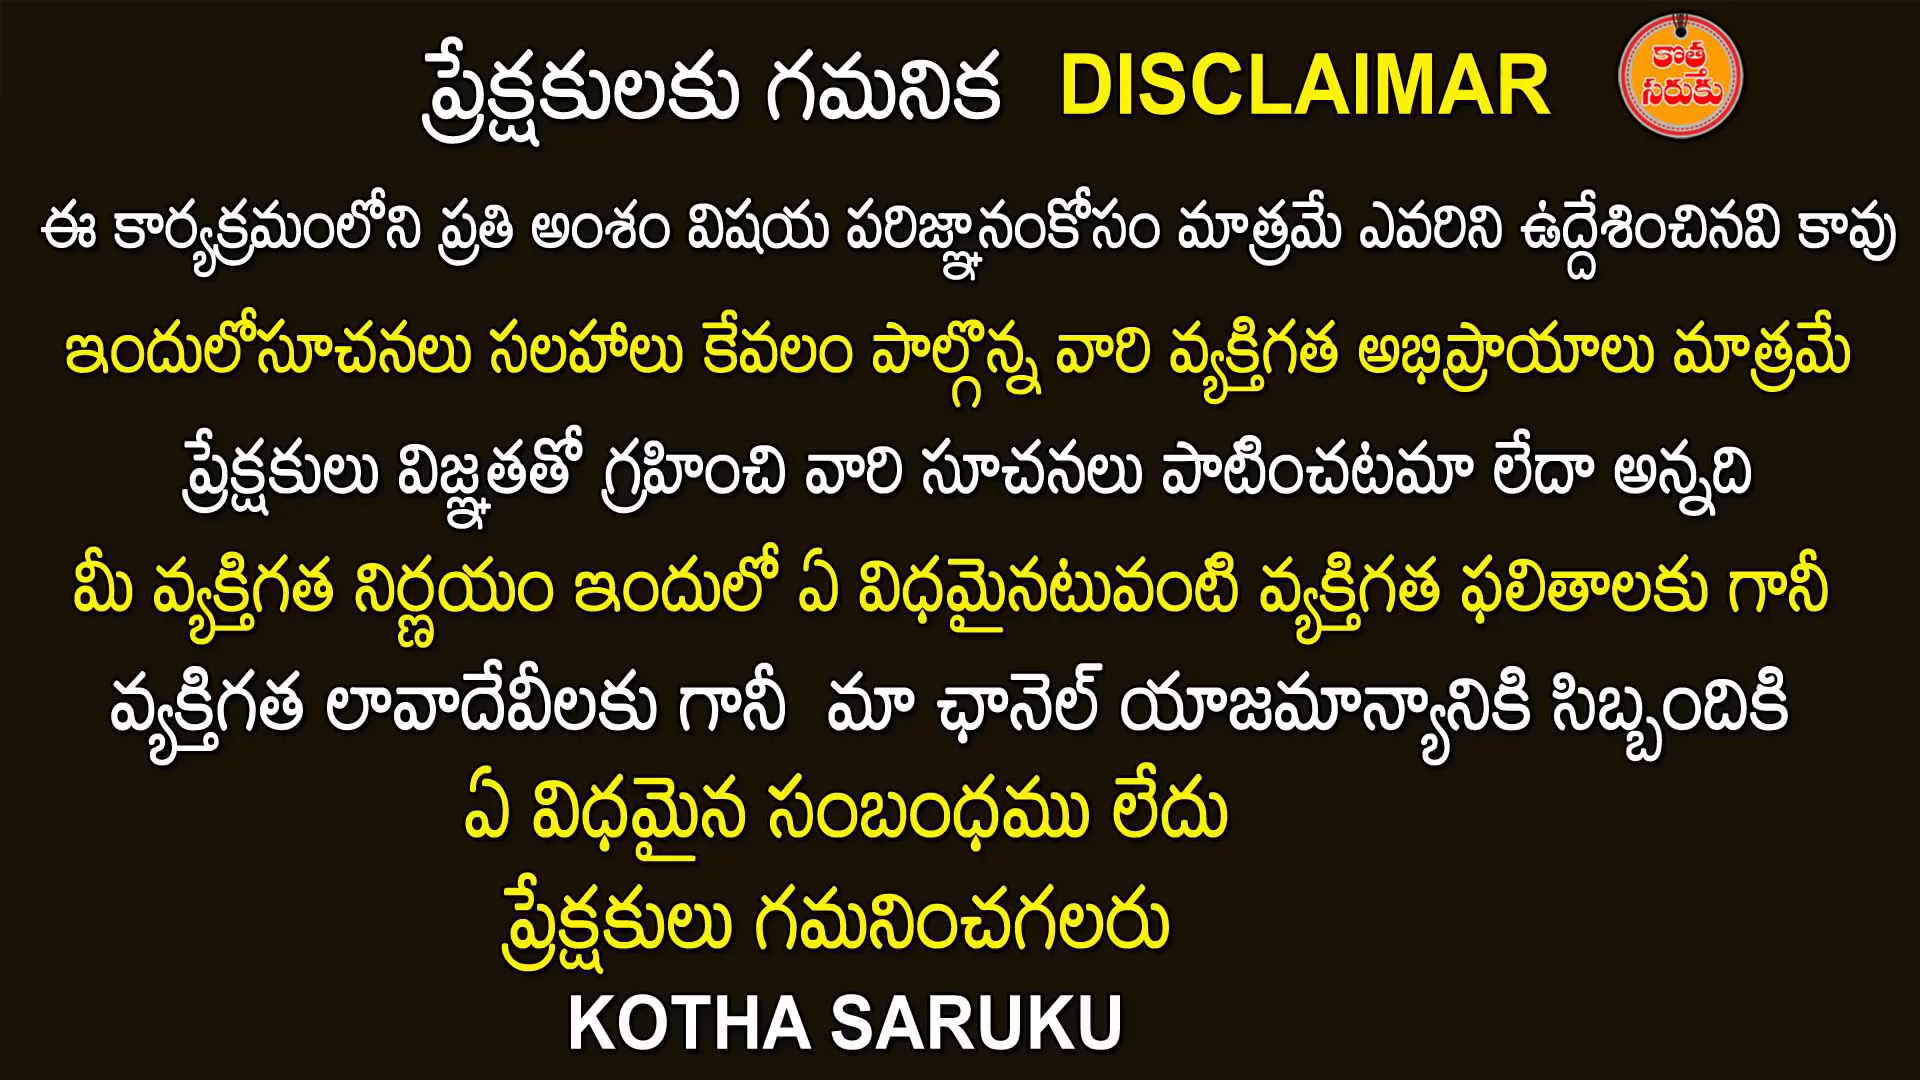 ప్రేక్షకులకు గమనిక DISCLAIMAR
కొత్త
సరుకు
ఈ కార్యక్రమంలోని ప్రతి అంశం విషయ పరిజ్ఞానంకోసం మాత్రమే ఎవరిని ఉద్దేశించినవి కావు
ఇందులోసూచనలు సలహాలు కేవలం పాల్గొన్న వారి వ్యక్తిగత అభిప్రాయాలు మాత్రమే
ప్రేక్షకులు విజ్ఞతతో గ్రహించి వారి సూచనలు పాటించటమా లేదా అన్నది
మీ వ్యక్తిగత నిర్ణయం ఇందులో ఏ విధమైనటువంటి వ్యక్తిగత ఫలితాలకు గానీ
వ్యక్తిగత లావాదేవీలకు గానీ మా ఛానెల్ యాజమాన్యానికి సిబ్బందికి
ఏ విధమైన సంబంధము లేదు
ప్రేక్షకులు గమనించగలరు
KOTHA SARUKU